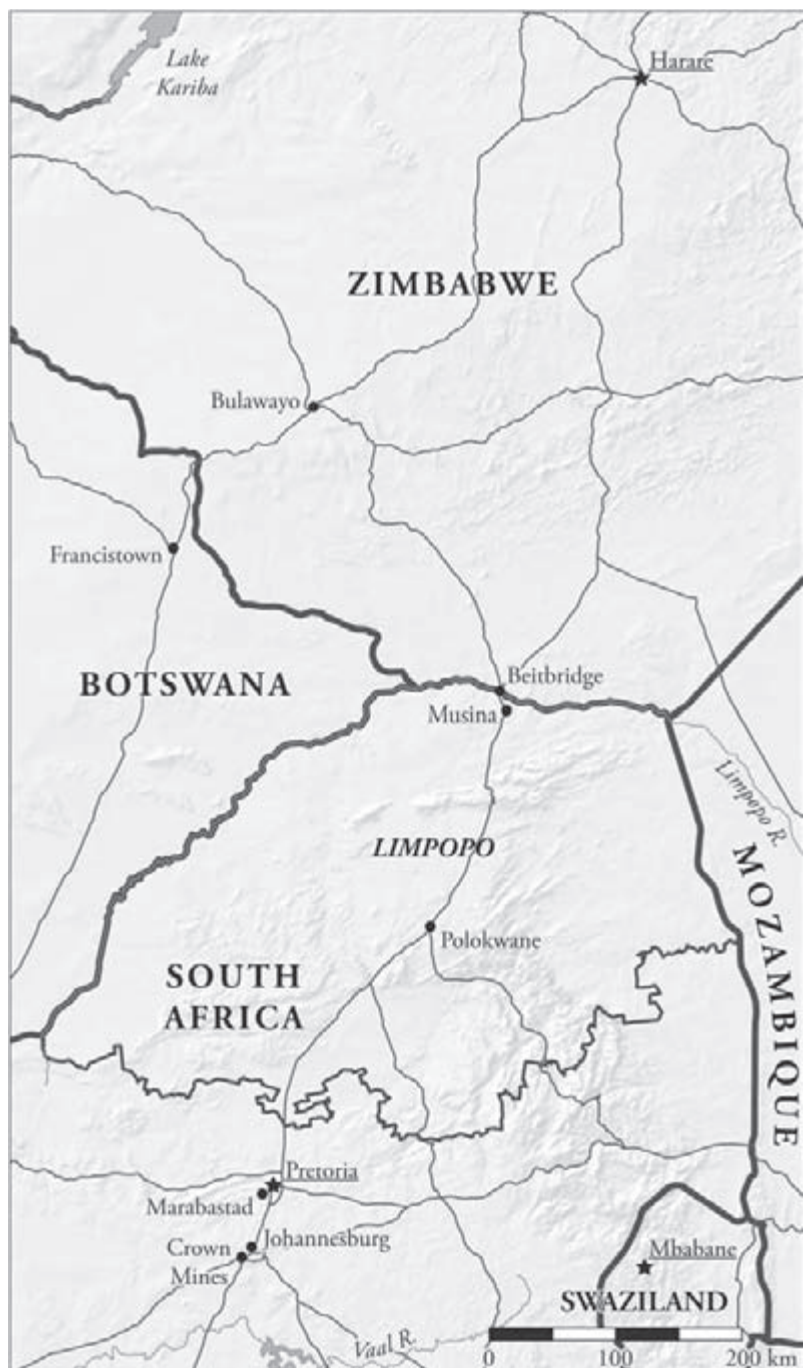 Lake
Kariba
Harare
ZIMBABWE
Bulawayo
Francistown
BOTSWANA
Beitbridge
Musina
Limpopo R.
LIMPOPO
MOZAMBIQUE
Polokwane
SOUTH
AFRICA
Pretoria
Marabastad
Johannesburg
Crown
Mines
Mbabane
SWAZILAND
Vaal R.
0 100 200 km